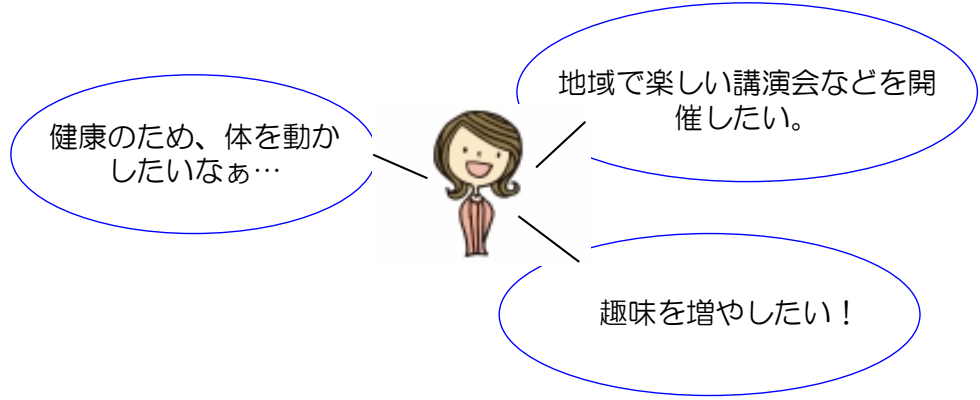 健康のため、体を動か
したいなぁ…
地域で楽しい講演会などを開
催したい。
趣味を増やしたい！